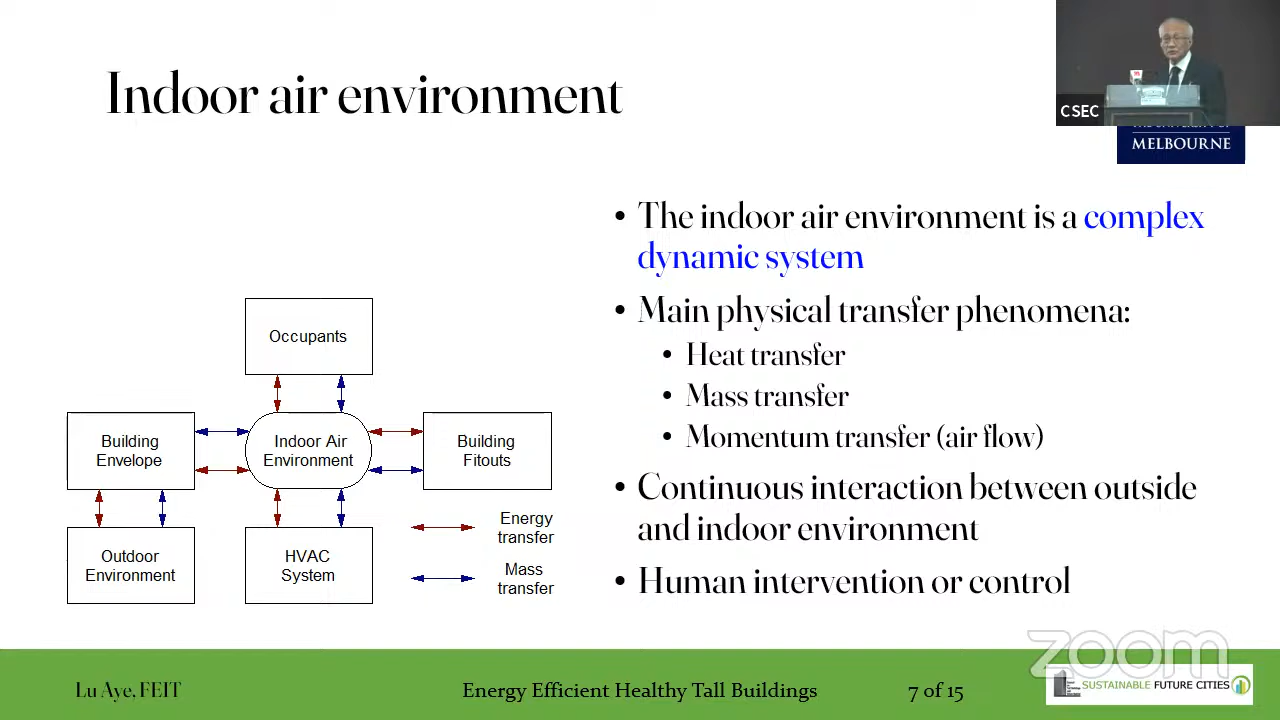 Indoor air environment
CSEC
MELBOURNE
• The indoor air environment is a complex
dynamic system
• Main physical transfer phenomena:
• Heat transfer
• Mass transfer
• Momentum transfer (air flow)
• Continuous interaction between outside
and indoor environment
• Human intervention or control
Occupants
Building
Envelope
Indoor Air
Environment
Building
Fitouts
Outdoor
Environment
HVAC
System
Energy
transfer
Mass
transfer
zoom
Lu Aye, FEIT
Energy Efficient Healthy Tall Buildings
7 of 15
SUSTAINABLE FUTURE CITIES